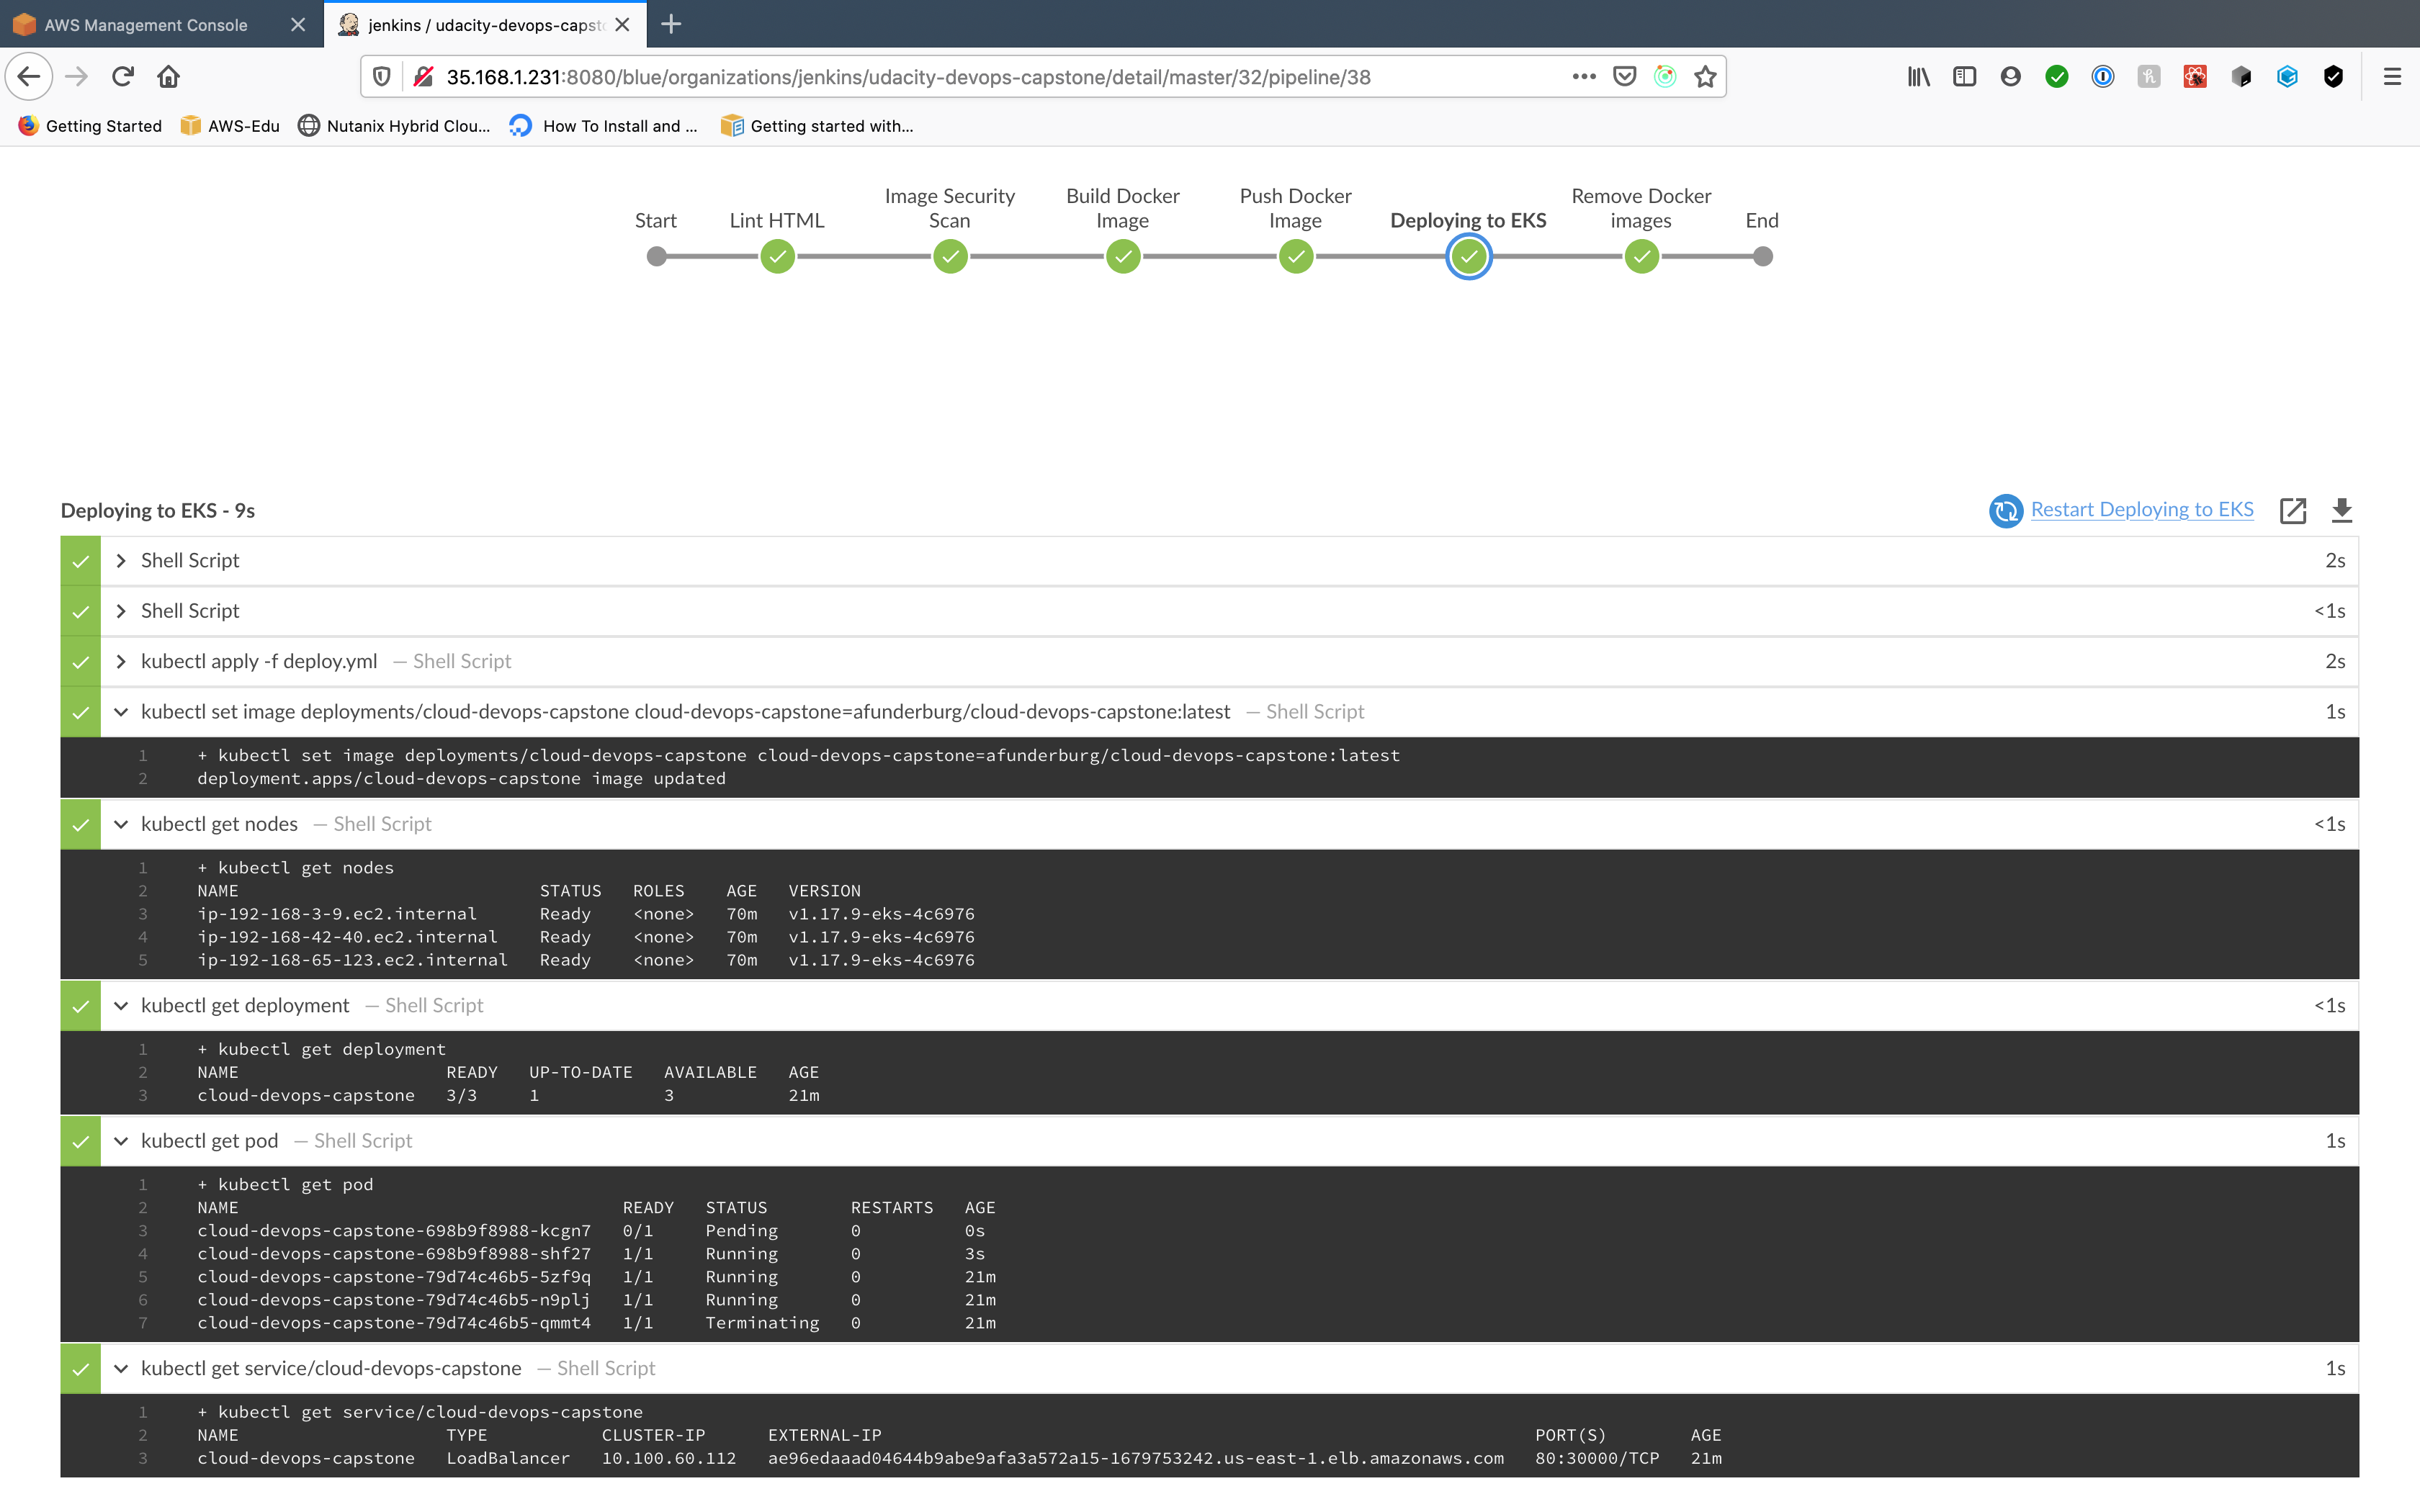 AWS Management Console
jenkins / udacity-devops-capsto
35.168.1.231:8080/blue/organizations/jenkins/udacity-devops-capstone/detail/master/32/pipeline/38
Getting Started AWS-Edu Nutanix Hybrid Clou... How To Install and ... Getting started with...
Start
Lint HTML
Image Security
Scan
Build Docker
Image
Push Docker
Image
Deploying to EKS
Remove Docker
images
End
Deploying to EKS - 9s
Restart Deploying to EKS
Shell Script 2s
Shell Script <1s
kubectl apply -f deploy.yml — Shell Script 2s
kubectl set image deployments/cloud-devops-capstone cloud-devops-capstone=afunderburg/cloud-devops-capstone:latest — Shell Script 1s
1 + kubectl set image deployments/cloud-devops-capstone cloud-devops-capstone=afunderburg/cloud-devops-capstone:latest
2 deployment.apps/cloud-devops-capstone image updated
kubectl get nodes — Shell Script <1s
1 + kubectl get nodes
2 NAME STATUS ROLES AGE VERSION
3 ip-192-168-3-9.ec2.internal Ready <none> 70m v1.17.9-eks-4c6976
4 ip-192-168-42-40.ec2.internal Ready <none> 70m v1.17.9-eks-4c6976
5 ip-192-168-65-123.ec2.internal Ready <none> 70m v1.17.9-eks-4c6976
kubectl get deployment — Shell Script <1s
1 + kubectl get deployment
2 NAME READY UP-TO-DATE AVAILABLE AGE
3 cloud-devops-capstone 3/3 1 3 21m
kubectl get pod — Shell Script 1s
1 + kubectl get pod
2 NAME READY STATUS RESTARTS AGE
3 cloud-devops-capstone-698b9f8988-kcgn7 0/1 Pending 0 0s
4 cloud-devops-capstone-698b9f8988-shf27 1/1 Running 0 3s
5 cloud-devops-capstone-79d74c46b5-5zf9q 1/1 Running 0 21m
6 cloud-devops-capstone-79d74c46b5-n9plj 1/1 Running 0 21m
7 cloud-devops-capstone-79d74c46b5-qmmt4 1/1 Terminating 0 21m
kubectl get service/cloud-devops-capstone — Shell Script 1s
1 + kubectl get service/cloud-devops-capstone
2 NAME TYPE CLUSTER-IP EXTERNAL-IP PORT(S) AGE
3 cloud-devops-capstone LoadBalancer 10.100.60.112 ae96edaaad04644b9abe9afa3a572a15-1679753242.us-east-1.elb.amazonaws.com 80:30000/TCP 21m